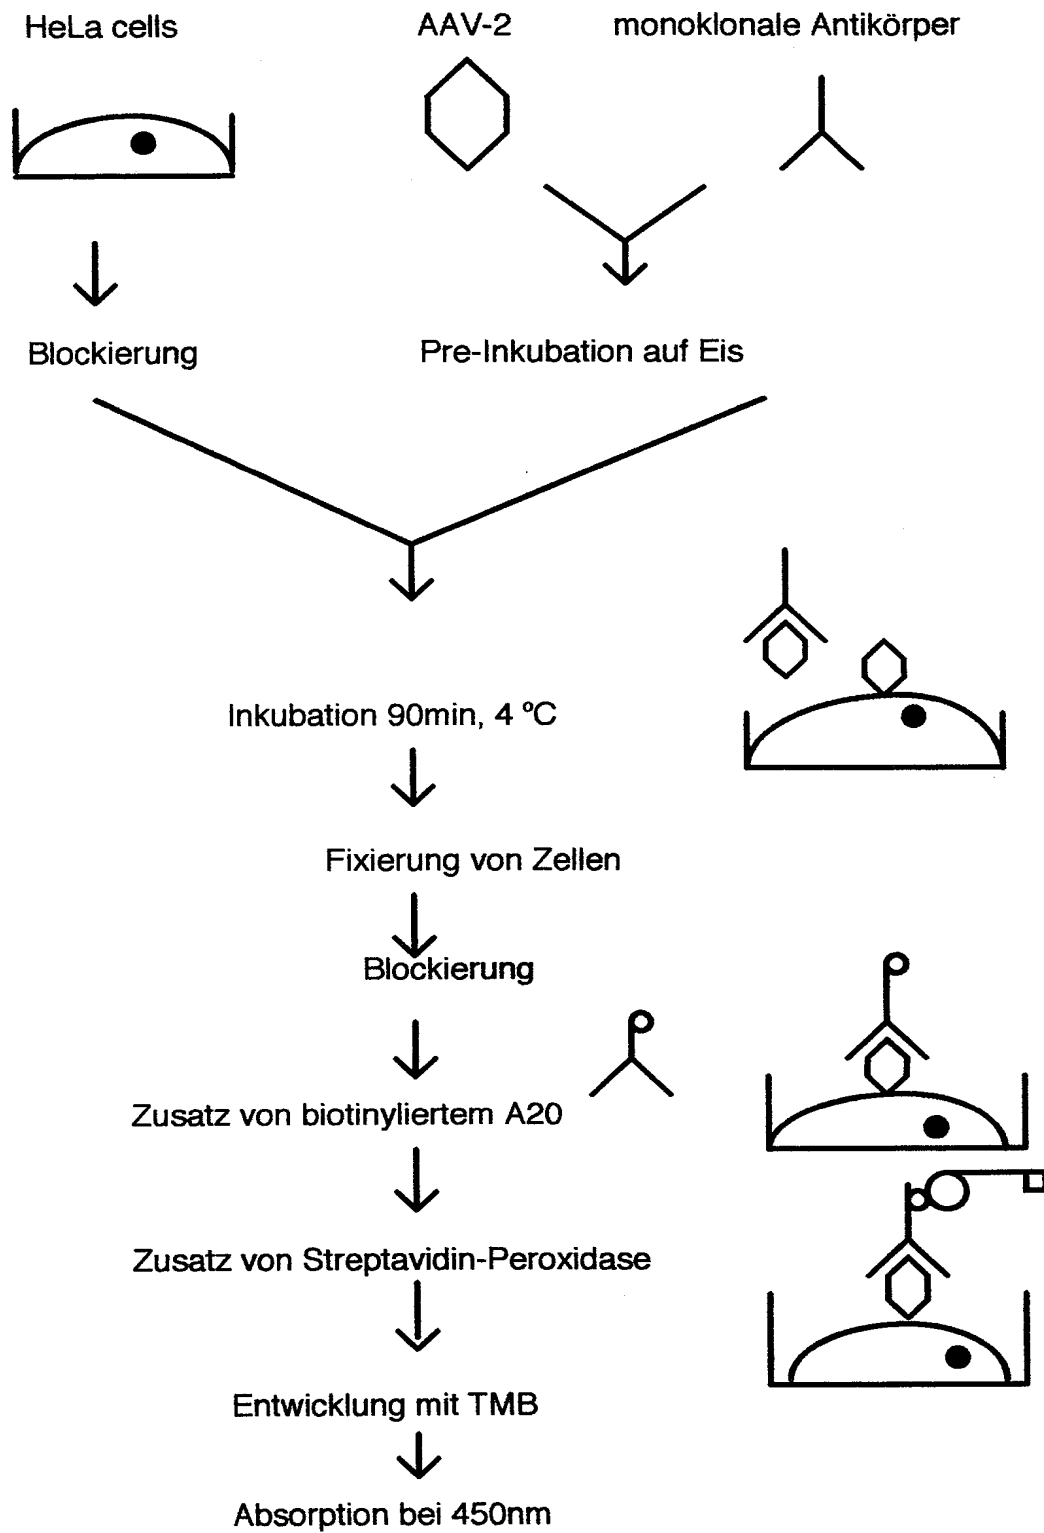 HeLa cells
AAV-2
monoklonale Antikörper
Blockierung
Pre-Inkubation auf Eis
Inkubation 90min, 4 ºC
Fixierung von Zellen
Blockierung
Zusatz von biotinyliertem A20
Zusatz von Streptavidin-Peroxidase
Entwicklung mit TMB
Absorption bei 450nm